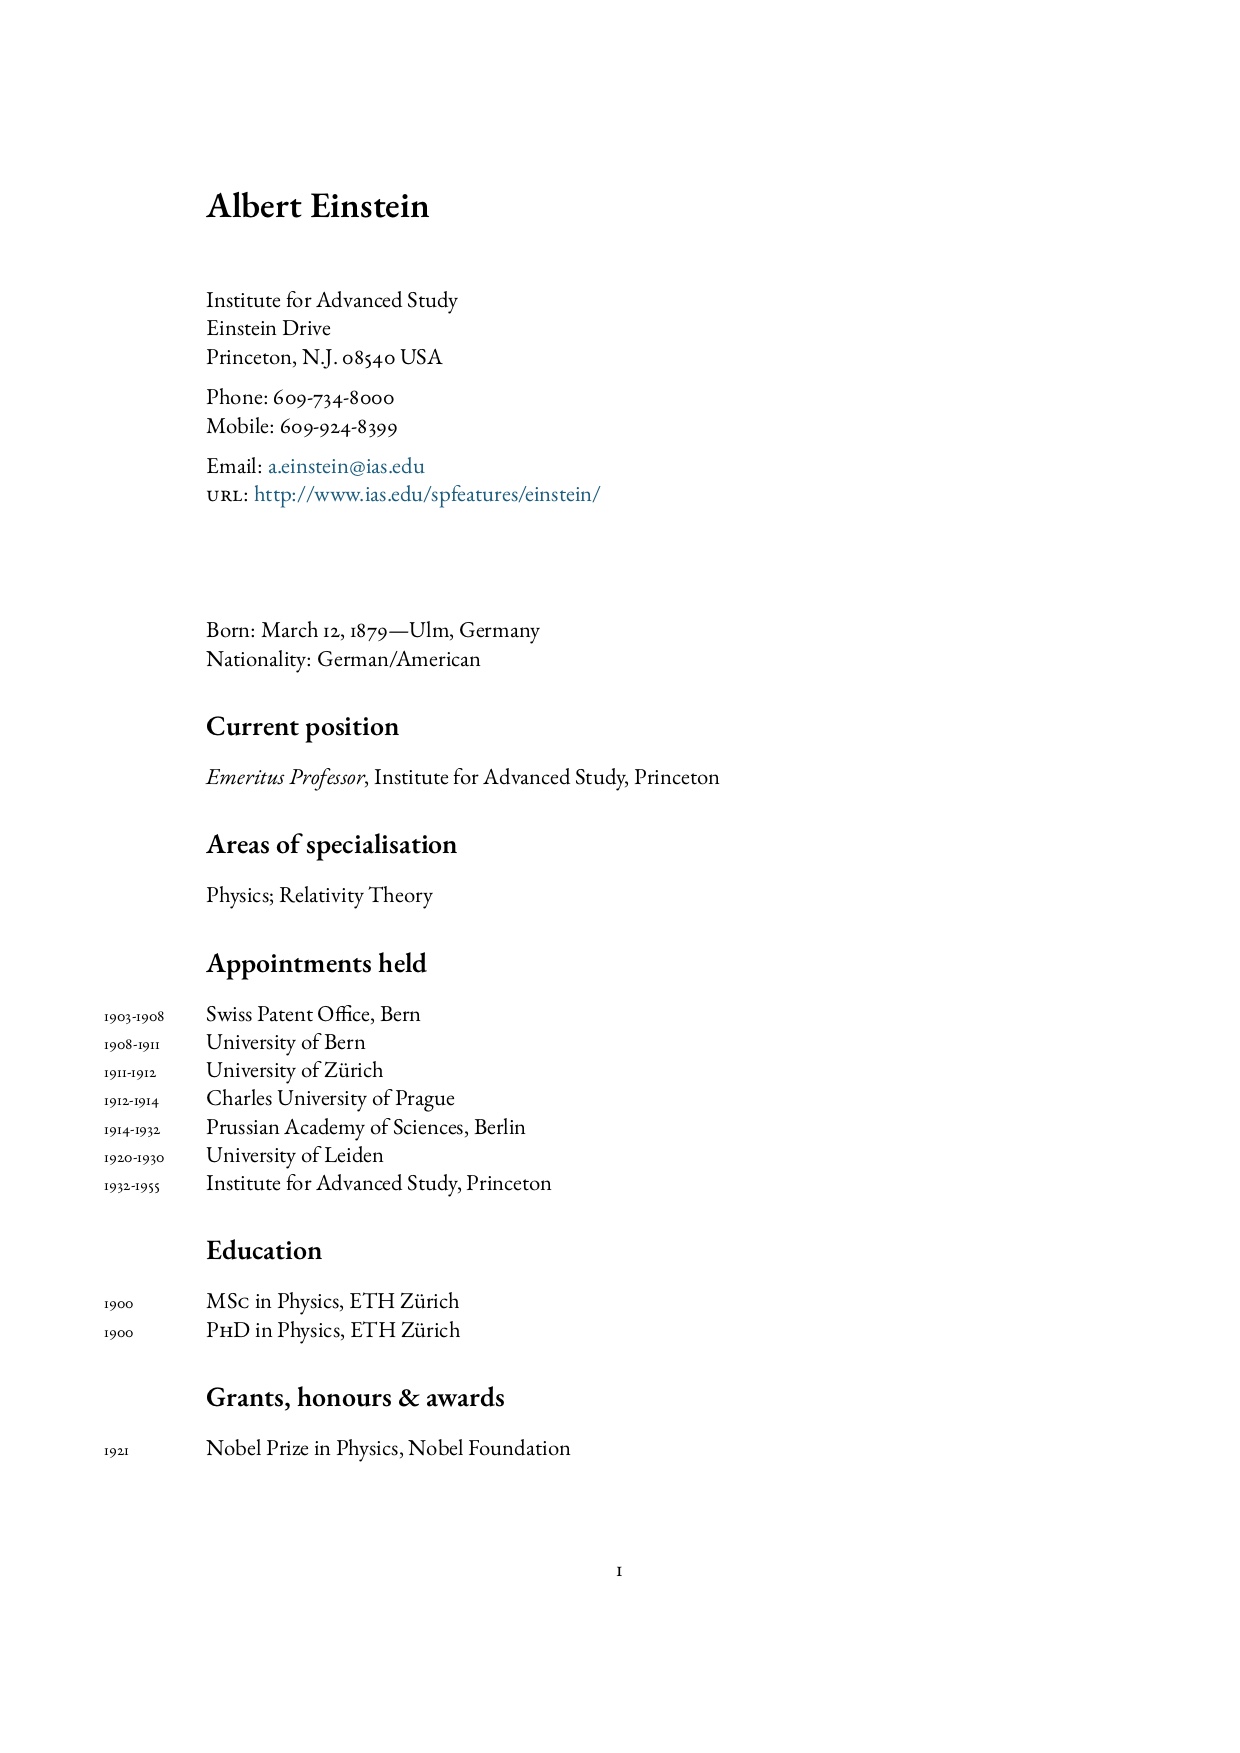 Albert Einstein
Institute for Advanced Study
Einstein Drive
Princeton, N.J. 08540 USA
Phone: 609-734-8000
Mobile: 609-924-8399
Email: a.einstein@ias.edu
URL: http://www.ias.edu/spfeatures/einstein/
Born: March 12, 1879—Ulm, Germany
Nationality: German/American
Current position
Emeritus Professor, Institute for Advanced Study, Princeton
Areas of specialisation
Physics; Relativity Theory
Appointments held
1903-1908 Swiss Patent Office, Bern
1908-1911 University of Bern
1911-1912 University of Zürich
1912-1914 Charles University of Prague
1914-1932 Prussian Academy of Sciences, Berlin
1920-1930 University of Leiden
1932-1955 Institute for Advanced Study, Princeton
Education
1900 MSc in Physics, ETH Zürich
1900 PhD in Physics, ETH Zürich
Grants, honours & awards
1921 Nobel Prize in Physics, Nobel Foundation
1